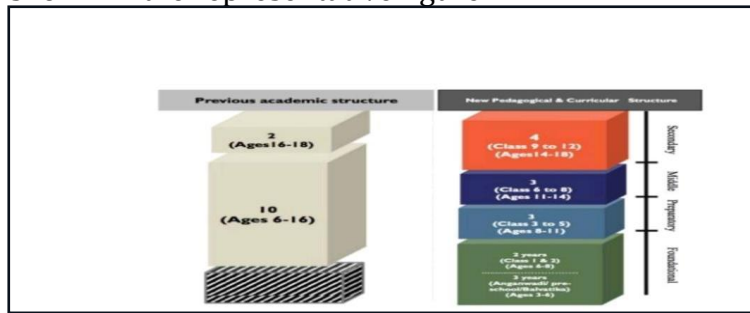 Previous academic structure
2
(Ages16-18)
10
(Ages 6-16)
New Pedagogical & Curricular Structure
4
(Class 9 to 12)
(Ages14-18)
3
(Class 6 to 8)
(Ages 11-14)
3
(Class 3 to 5)
(Ages 8-11)
2 years
(Class 1 & 2)
(Ages 6-8)
3 years
(Anganwadi/ pre-
school/Balvatika)
(Ages 3-6)
Secondary
Middle
Preparatory
Foundational